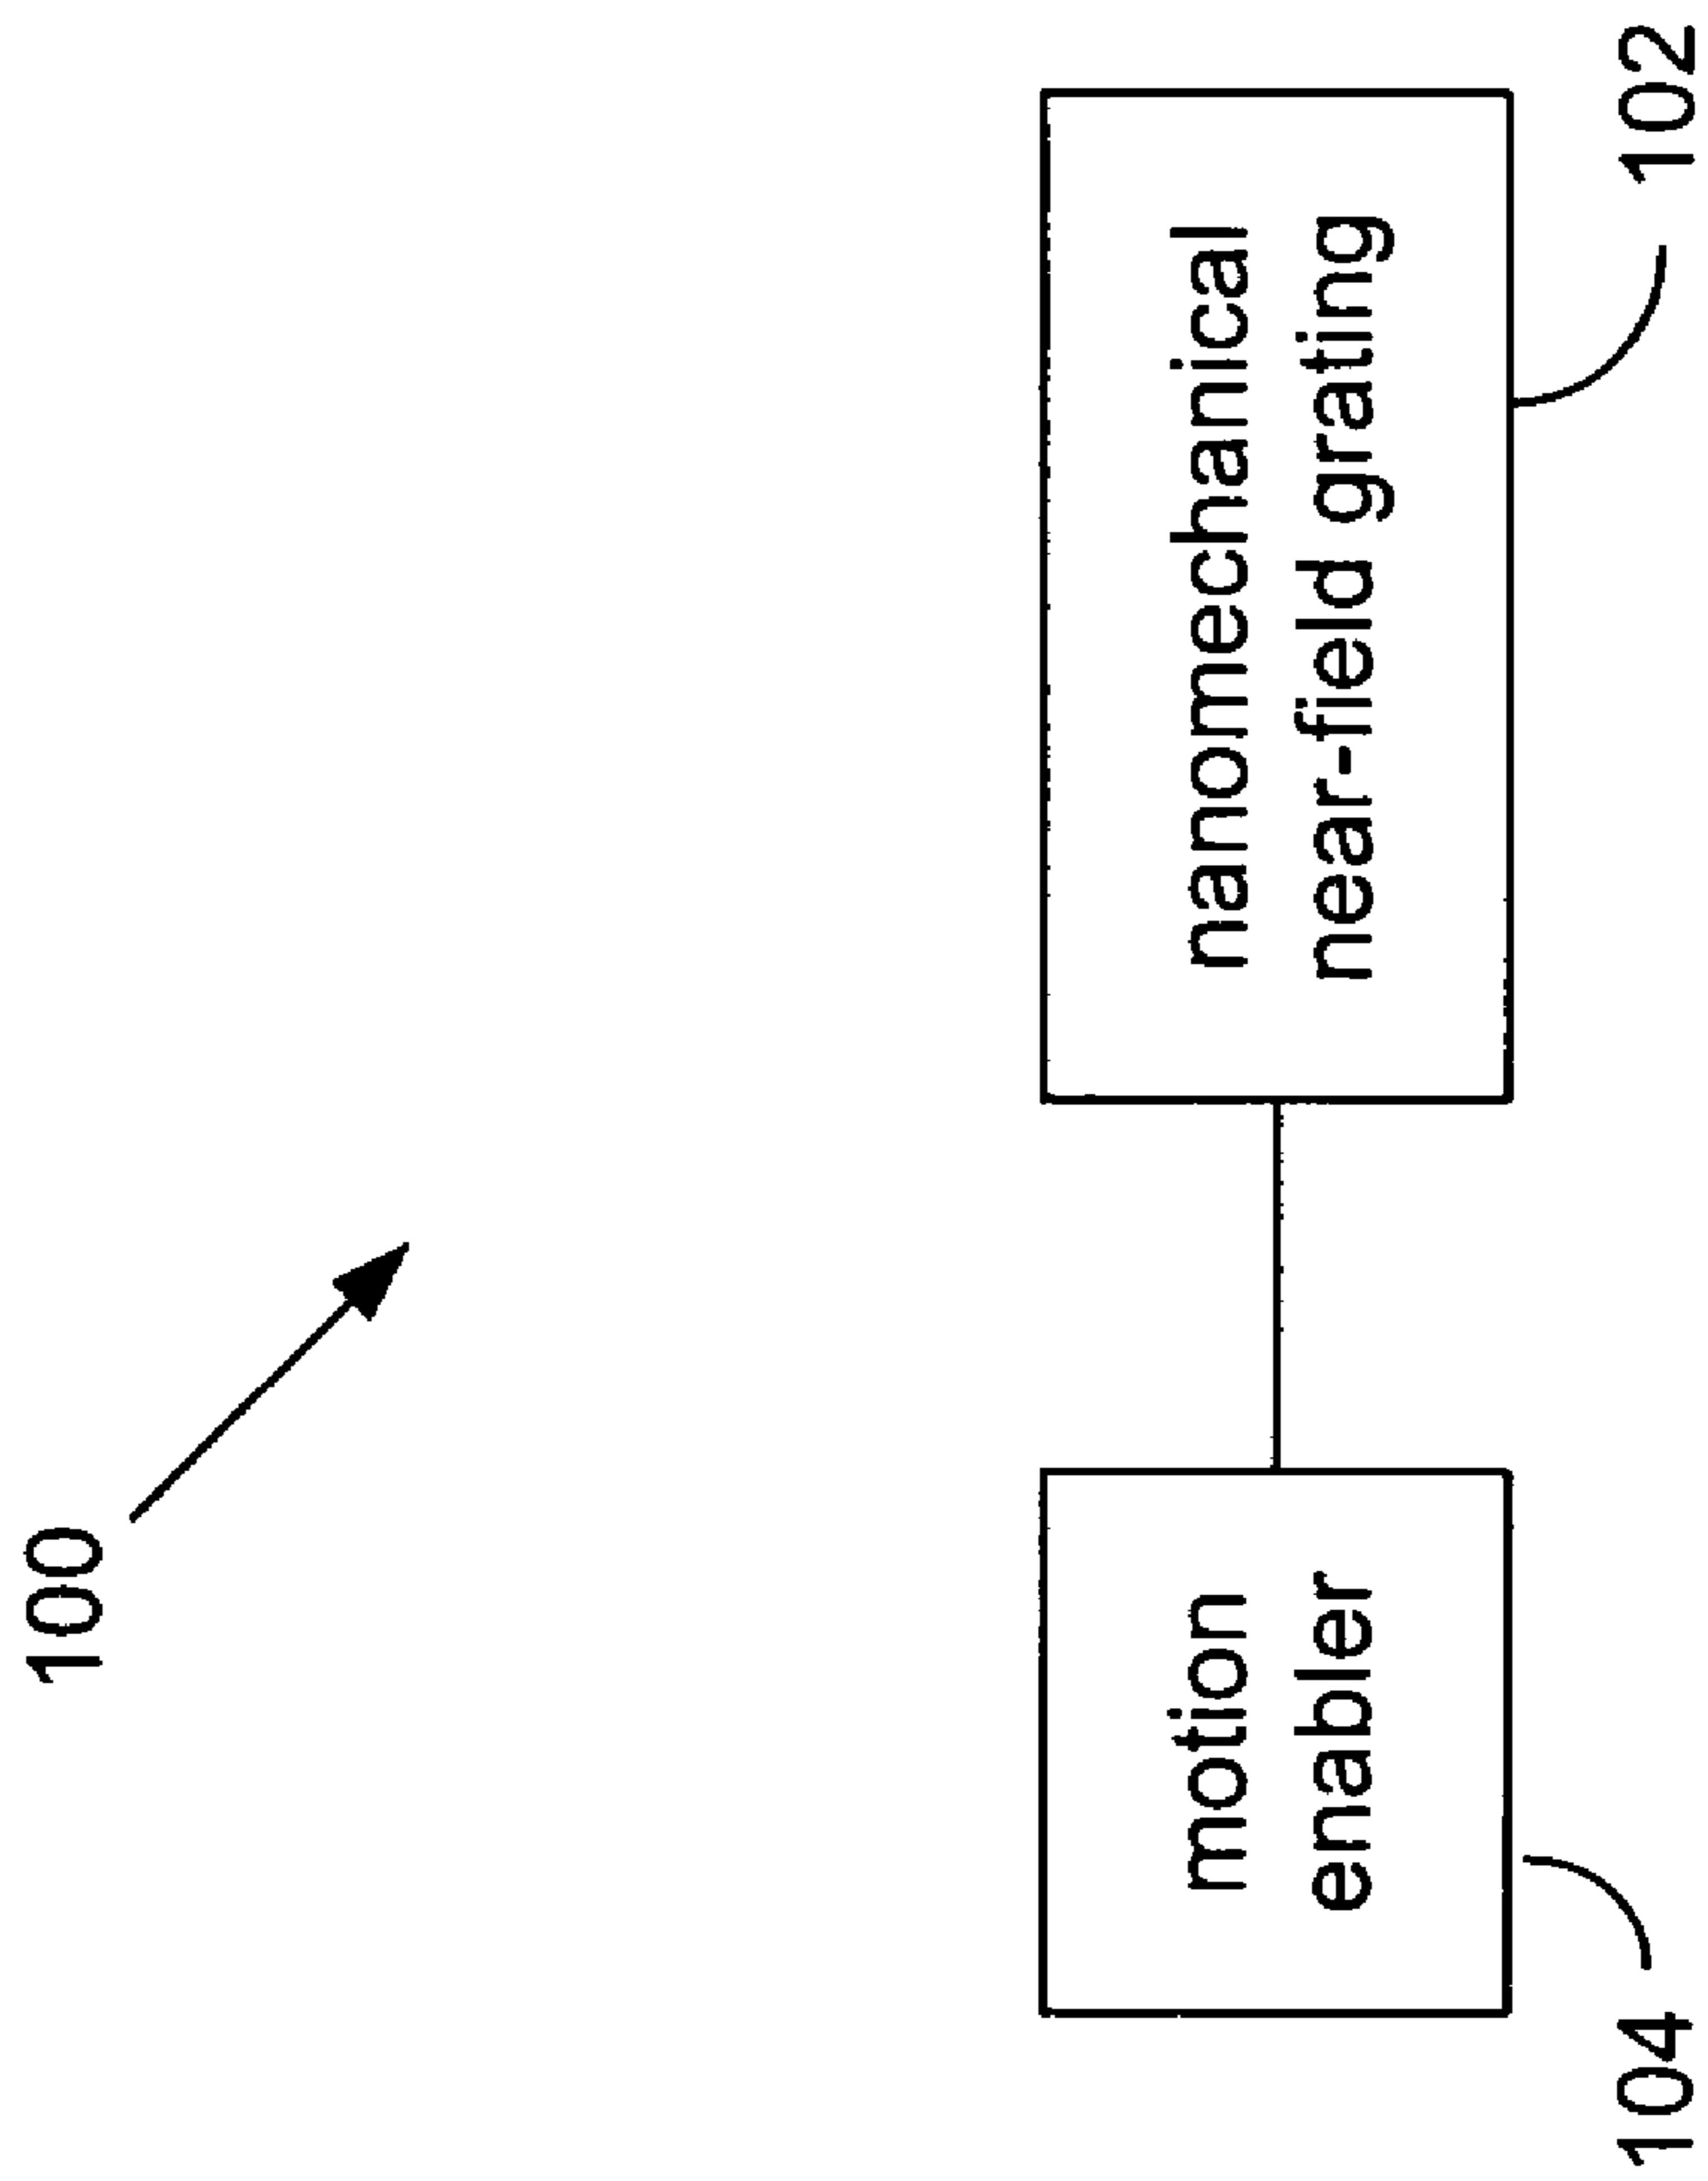 100
motion
enabler
nanomechanical
near-field grating
104
102